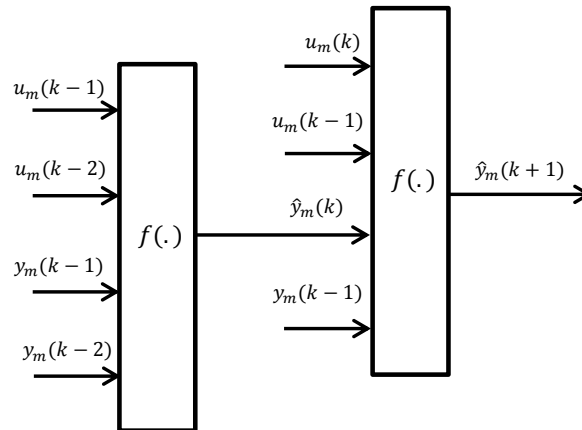 u_m(k−1)
u_m(k−2)
y_m(k−1)
y_m(k−2)
f(.)
ŷ_m(k)
u_m(k)
u_m(k−1)
y_m(k−1)
f(.)
ŷ_m(k+1)